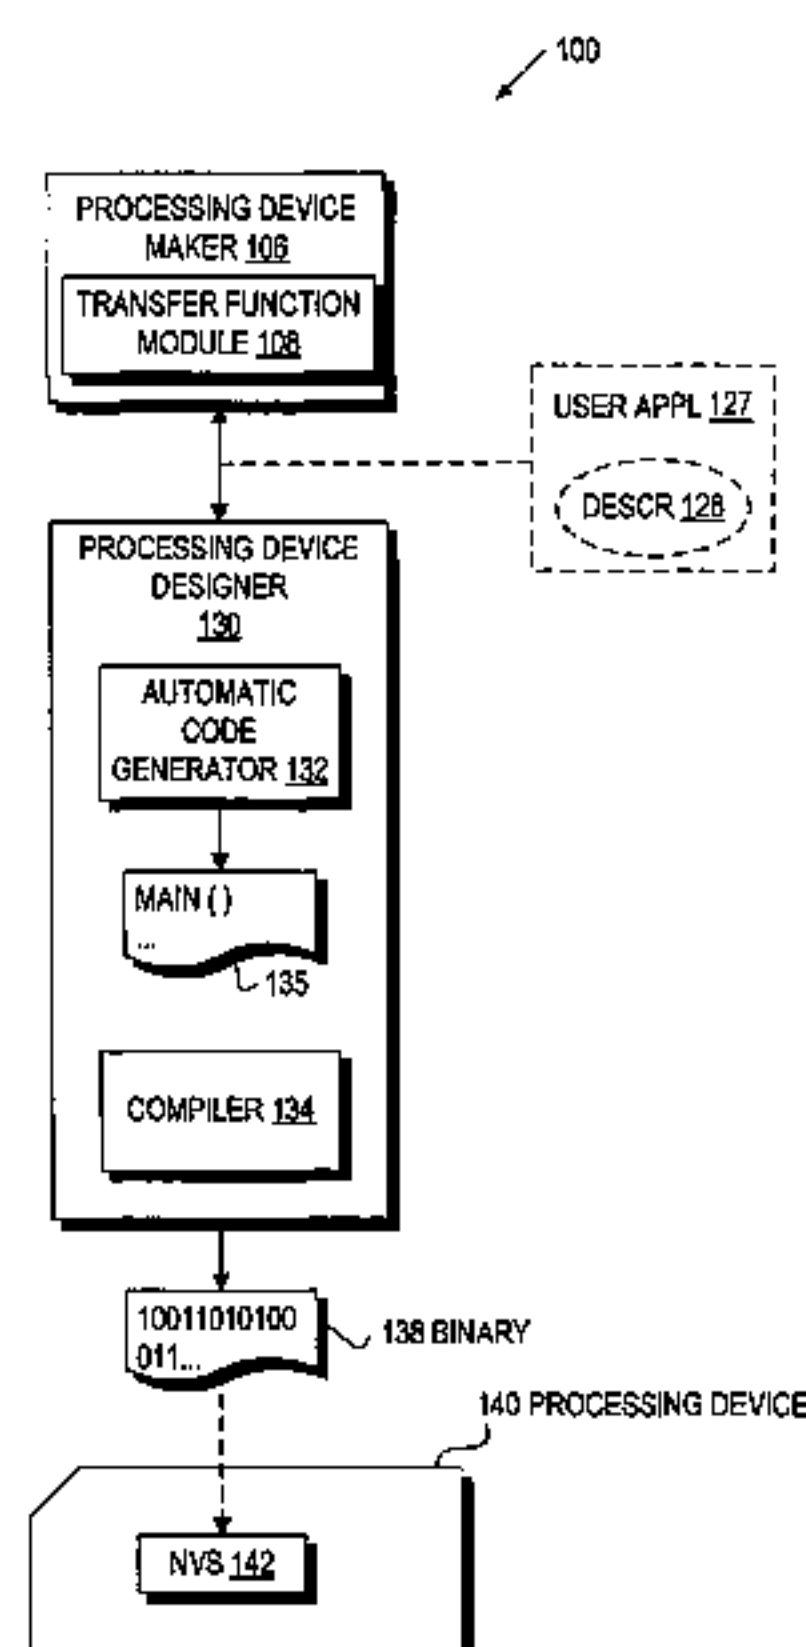 100
PROCESSING DEVICE
MAKER 106
TRANSFER FUNCTION
MODULE 108
USER APPL 127
DESCR 128
PROCESSING DEVICE
DESIGNER
130
AUTOMATIC
CODE
GENERATOR 132
MAIN ( )
...
135
COMPILER 134
10011010100
011...
138 BINARY
140 PROCESSING DEVICE
NVS 142